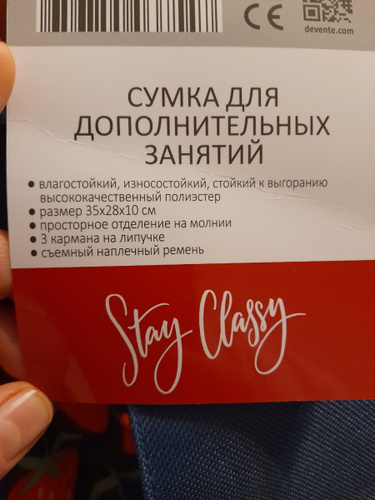 EAC
devente.com
СУМКА ДЛЯ
ДОПОЛНИТЕЛЬНЫХ
ЗАНЯТИЙ
• влагостойкий, износостойкий, стойкий к выгоранию
высококачественный полиэстер
• размер 35х28х10 см
• просторное отделение на молнии
• 3 кармана на липучке
• съемный наплечный ремень
Stay Classy